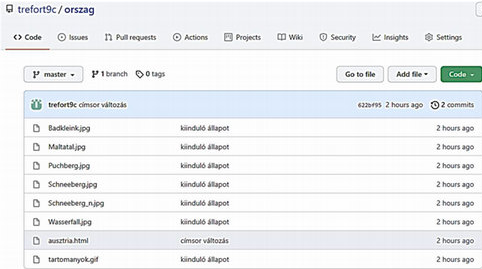 trefort9c / orszag
Code Issues Pull requests Actions Projects Wiki Security Insights Settings
master 1 branch 0 tags Go to file Add file Code
trefort9c címsor változás 622bf95 2 hours ago 2 commits
Badkleink.jpg kiinduló állapot 2 hours ago
Maltatal.jpg kiinduló állapot 2 hours ago
Puchberg.jpg kiinduló állapot 2 hours ago
Schneeberg.jpg kiinduló állapot 2 hours ago
Schneeberg_n.jpg kiinduló állapot 2 hours ago
Wasserfall.jpg kiinduló állapot 2 hours ago
ausztria.html címsor változás 2 hours ago
tartomanyok.gif kiinduló állapot 2 hours ago